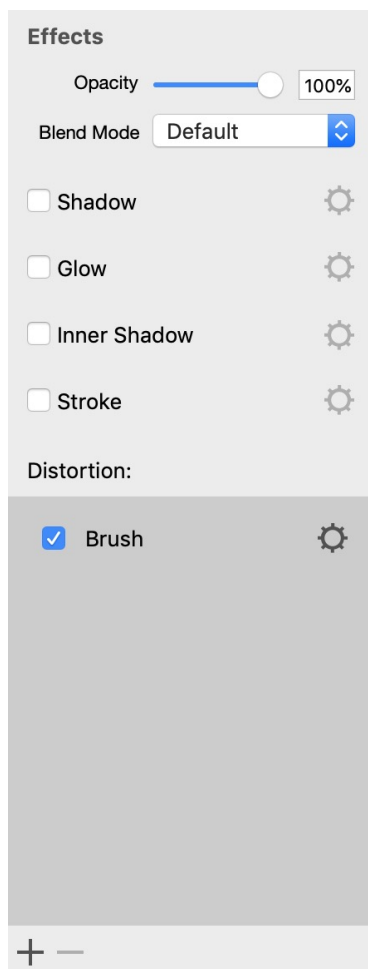 Effects
Opacity 100%
Blend Mode Default
Shadow
Glow
Inner Shadow
Stroke
Distortion:
Brush